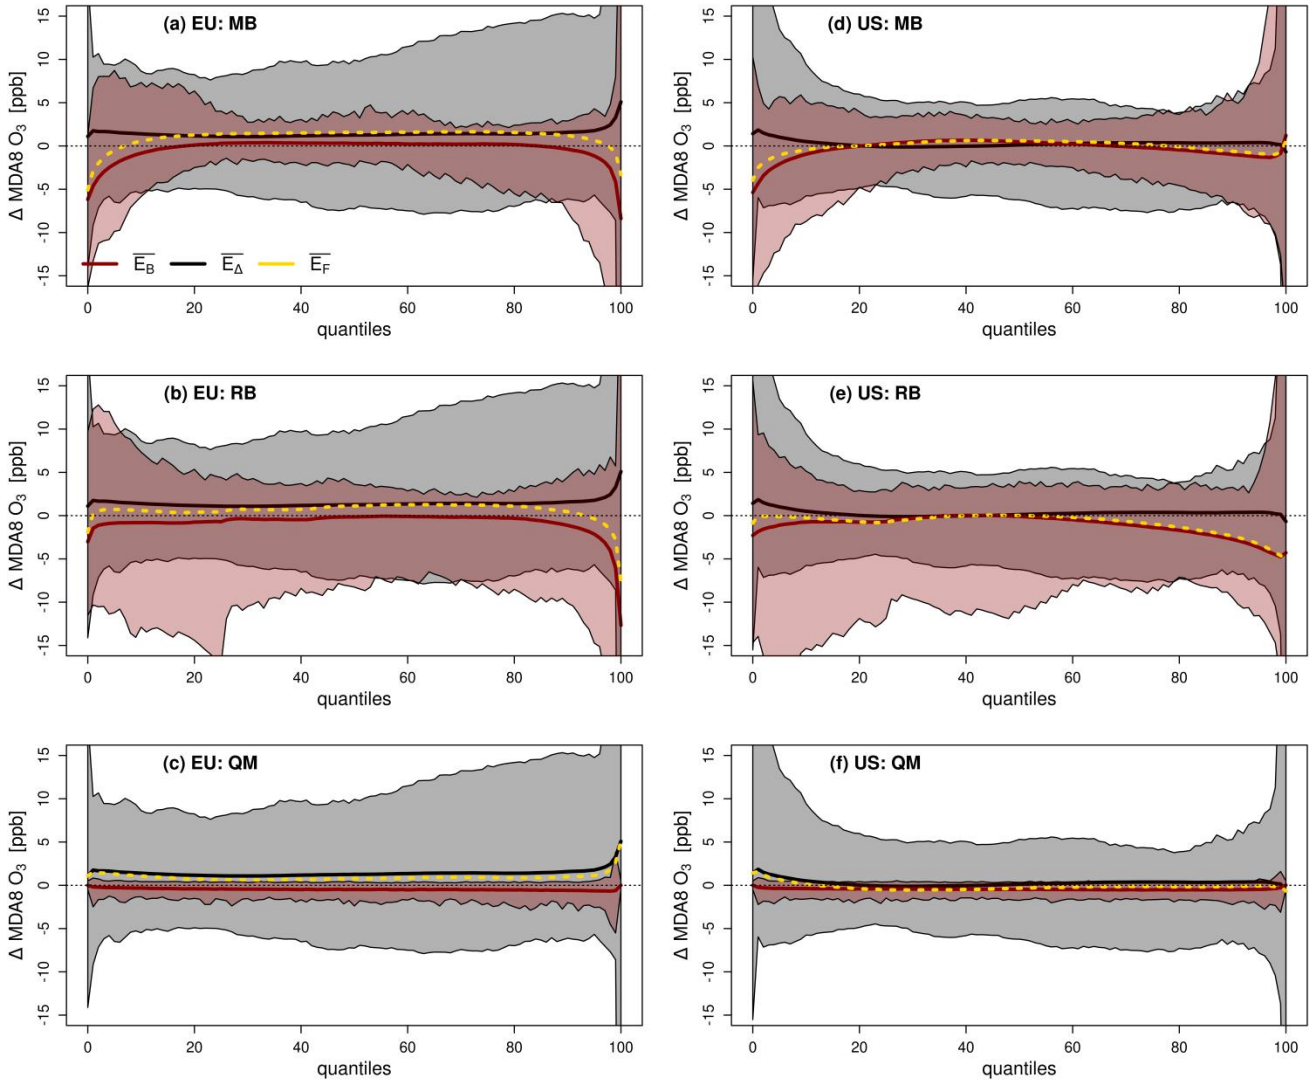 (a) EU: MB
Δ MDA8 O₃ [ppb]
15
10
5
0
-5
-10
-15
E_B E_Δ E_F
0 20 40 60 80 100
quantiles
(d) US: MB
Δ MDA8 O₃ [ppb]
15
10
5
0
-5
-10
-15
0 20 40 60 80 100
quantiles
(b) EU: RB
Δ MDA8 O₃ [ppb]
15
10
5
0
-5
-10
-15
0 20 40 60 80 100
quantiles
(e) US: RB
Δ MDA8 O₃ [ppb]
15
10
5
0
-5
-10
-15
0 20 40 60 80 100
quantiles
(c) EU: QM
Δ MDA8 O₃ [ppb]
15
10
5
0
-5
-10
-15
0 20 40 60 80 100
quantiles
(f) US: QM
Δ MDA8 O₃ [ppb]
15
10
5
0
-5
-10
-15
0 20 40 60 80 100
quantiles